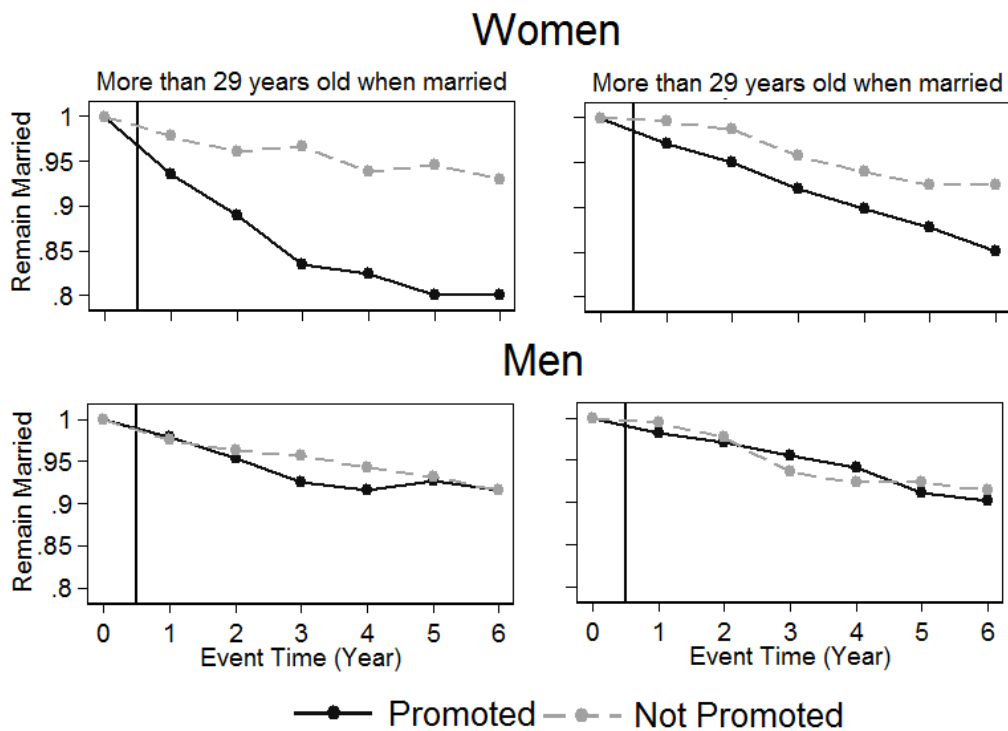 Women
More than 29 years old when married
More than 29 years old when married
Remain Married
1
.95
.9
.85
.8
Men
Remain Married
1
.95
.9
.85
.8
0 1 2 3 4 5 6
0 1 2 3 4 5 6
Event Time (Year)
Event Time (Year)
Promoted
Not Promoted